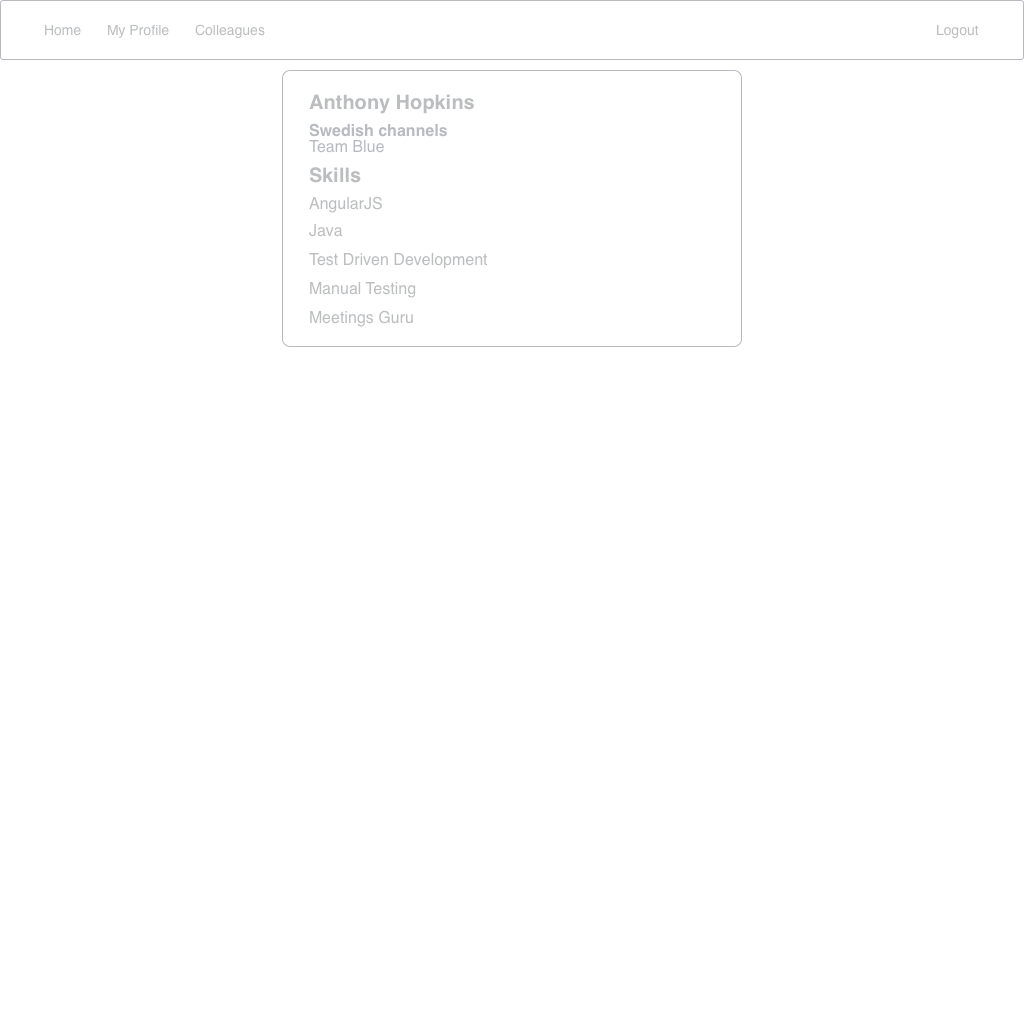 Home My Profile Colleagues Logout
Anthony Hopkins
Swedish channels
Team Blue
Skills
AngularJS
Java
Test Driven Development
Manual Testing
Meetings Guru